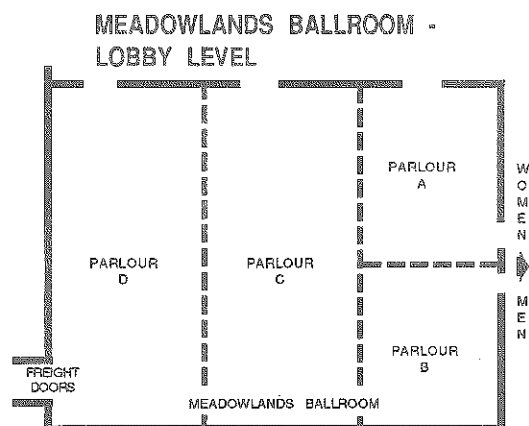 MEADOWLANDS BALLROOM -
LOBBY LEVEL
PARLOUR
A
WOMEN / MEN
PARLOUR
D
PARLOUR
C
PARLOUR
B
FREIGHT
DOORS
MEADOWLANDS BALLROOM